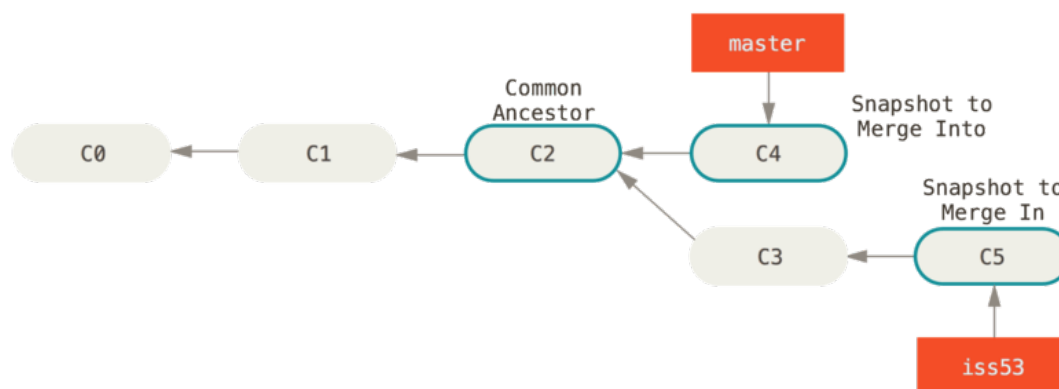 master
Common
Ancestor
Snapshot to
Merge Into
C0
C1
C2
C4
Snapshot to
Merge In
C3
C5
iss53